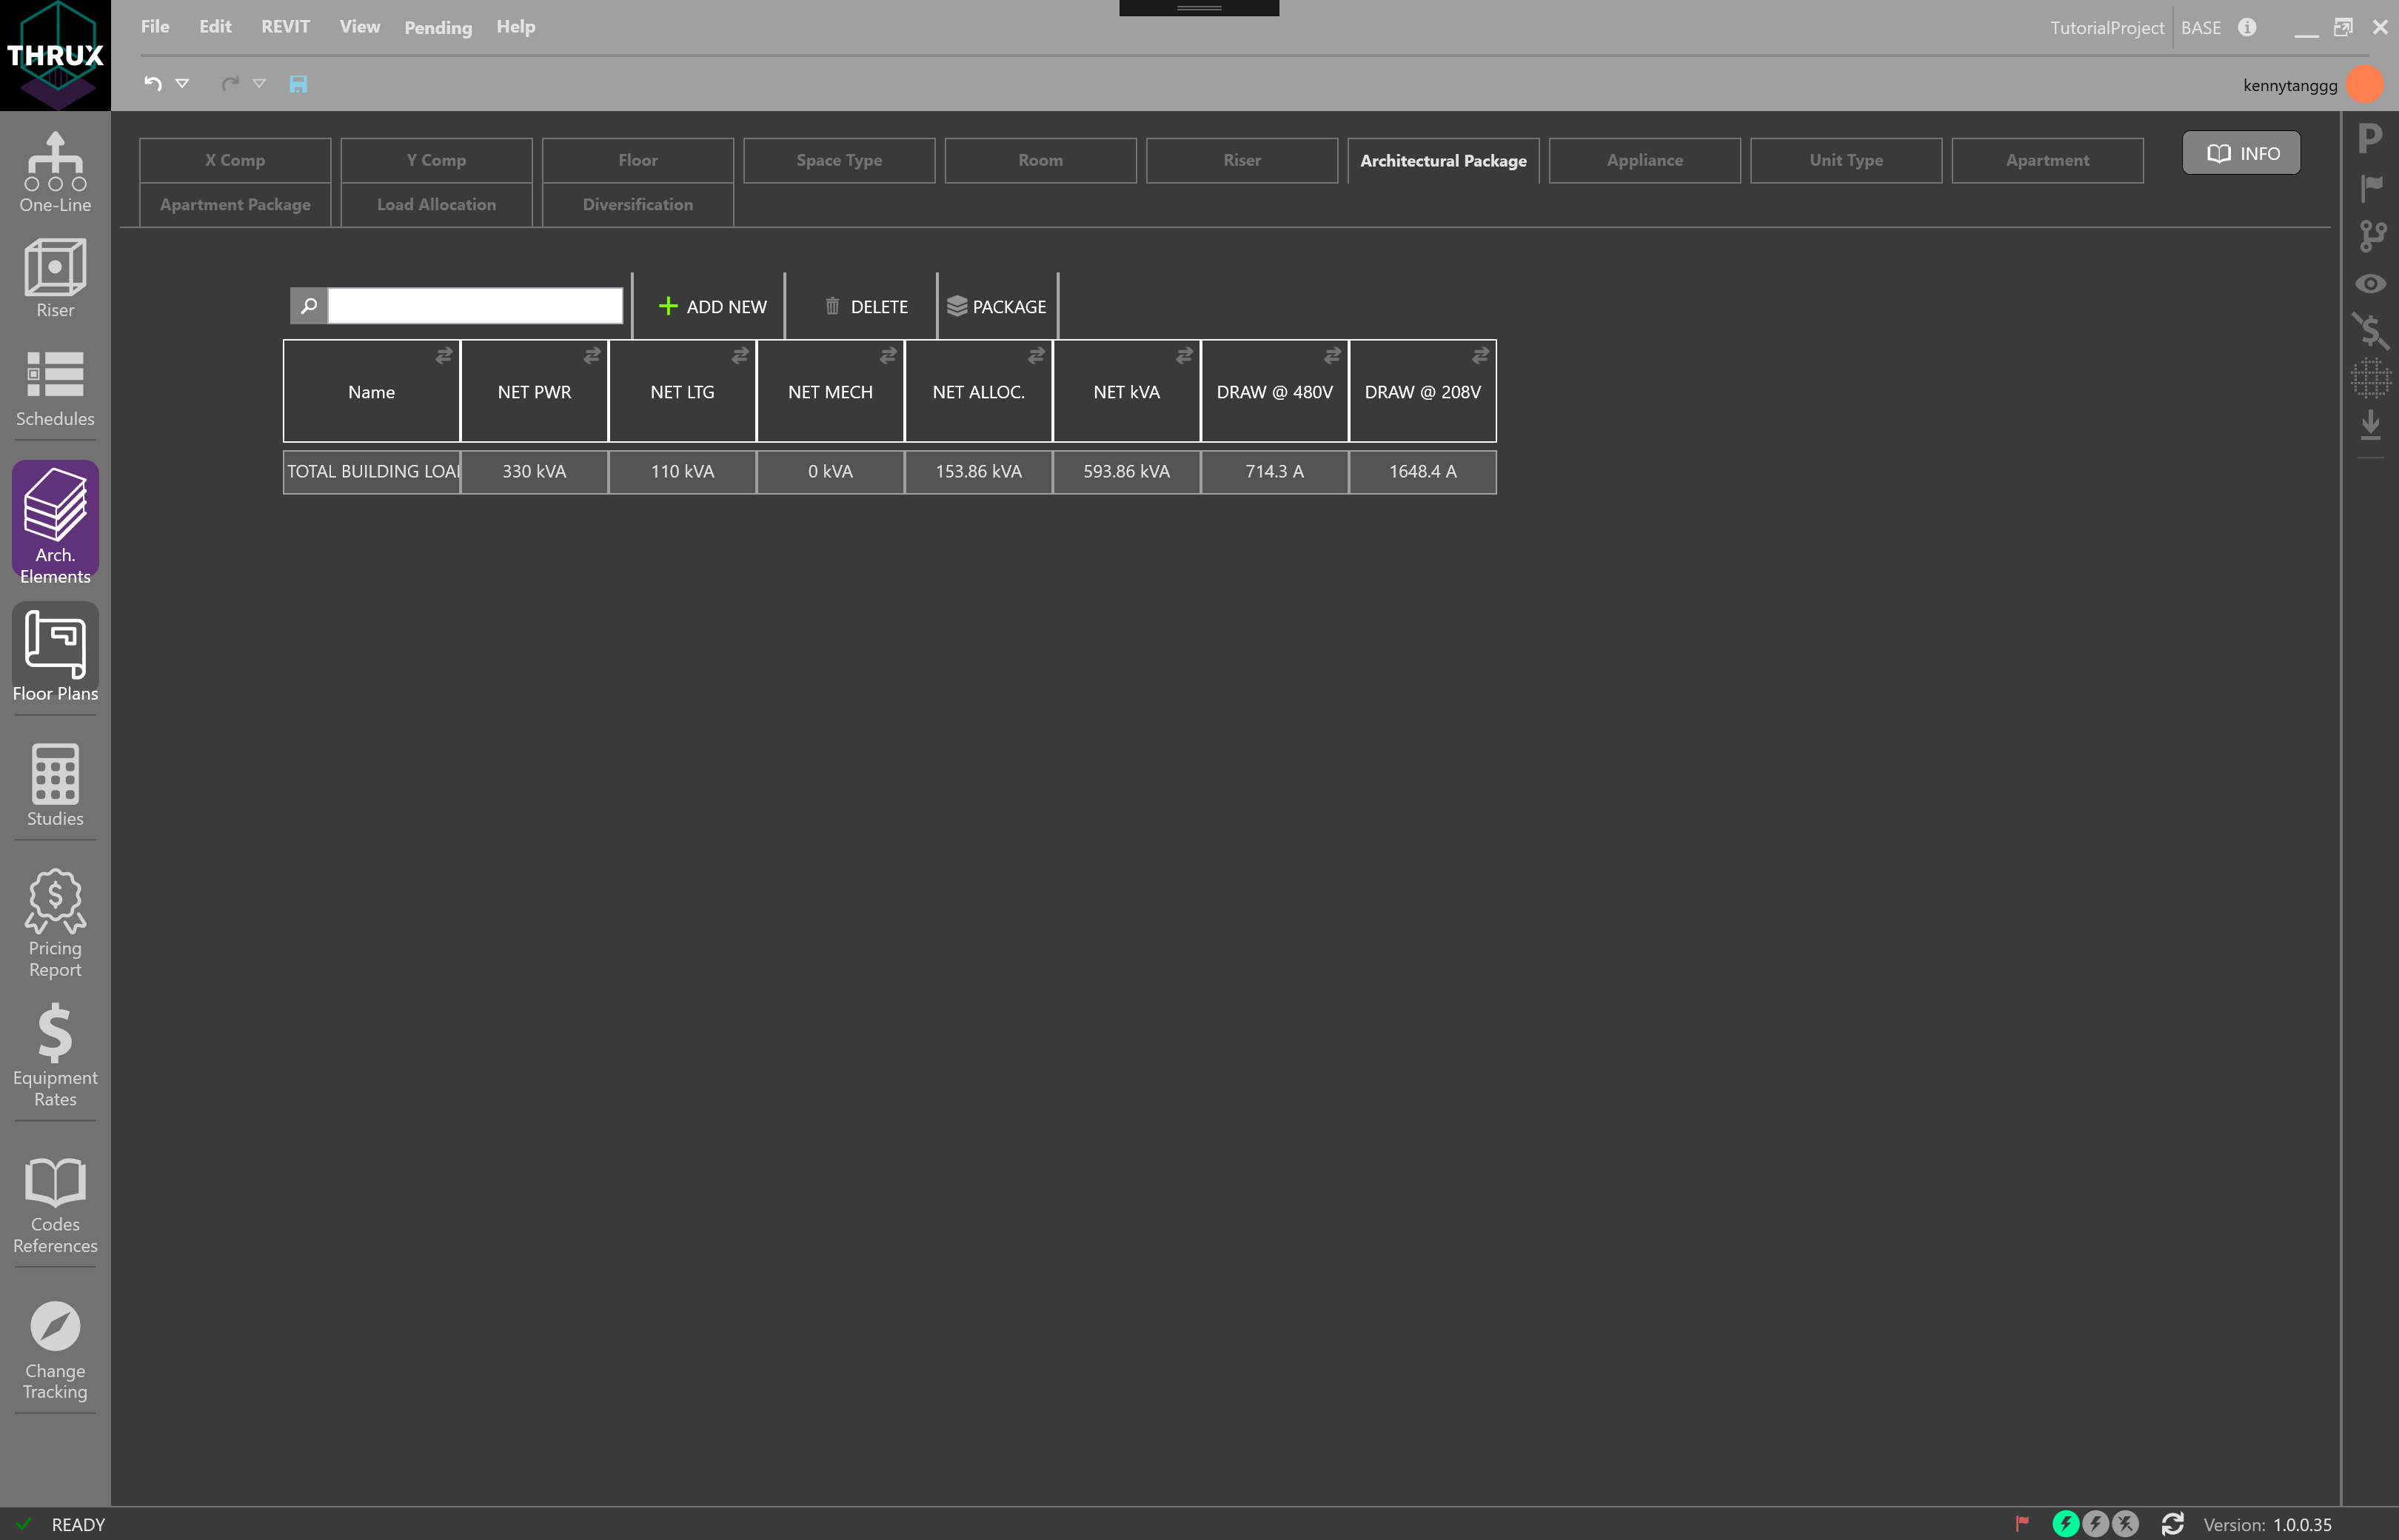 THRUX
File Edit REVIT View Pending Help
TutorialProject BASE
kennytanggg
One-Line
Riser
Schedules
Arch.
Elements
Floor Plans
Studies
Pricing
Report
Equipment
Rates
Codes
References
Change
Tracking
X Comp Y Comp Floor Space Type Room Riser Architectural Package Appliance Unit Type Apartment
INFO
Apartment Package Load Allocation Diversification
ADD NEW DELETE PACKAGE
Name NET PWR NET LTG NET MECH NET ALLOC. NET kVA DRAW @ 480V DRAW @ 208V
TOTAL BUILDING LOA 330 kVA 110 kVA 0 kVA 153.86 kVA 593.86 kVA 714.3 A 1648.4 A
P
READY
Version: 1.0.0.35